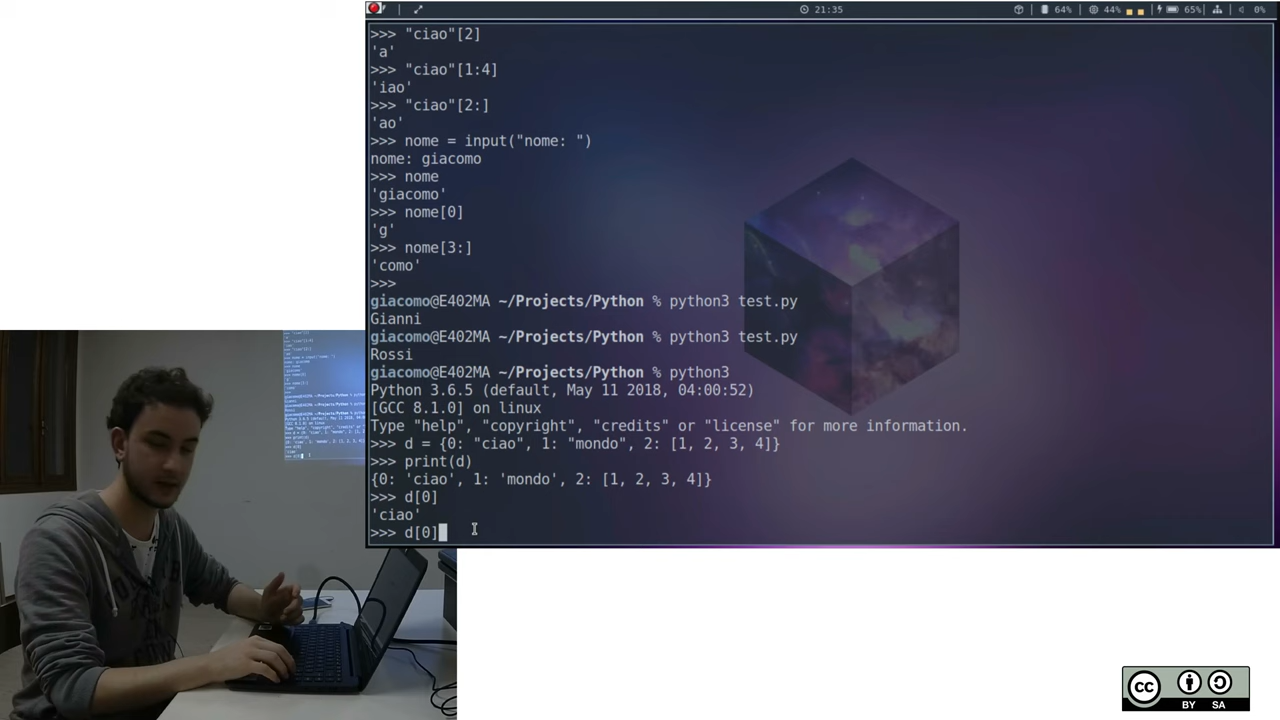 21:35 64% 44% 65% 0%
>>> "ciao"[2]
'a'
>>> "ciao"[1:4]
'iao'
>>> "ciao"[2:]
'ao'
>>> nome = input("nome: ")
nome: giacomo
>>> nome
'giacomo'
>>> nome[0]
'g'
>>> nome[3:]
'como'
>>>
giacomo@E402MA ~/Projects/Python % python3 test.py
Gianni
giacomo@E402MA ~/Projects/Python % python3 test.py
Rossi
giacomo@E402MA ~/Projects/Python % python3
Python 3.6.5 (default, May 11 2018, 04:00:52)
[GCC 8.1.0] on linux
Type "help", "copyright", "credits" or "license" for more information.
>>> d = {0: "ciao", 1: "mondo", 2: [1, 2, 3, 4]}
>>> print(d)
{0: 'ciao', 1: 'mondo', 2: [1, 2, 3, 4]}
>>> d[0]
'ciao'
>>> d[0]
cc BY SA